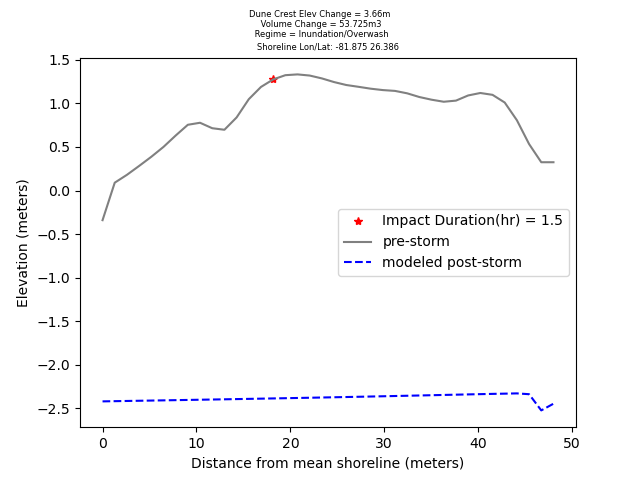 Dune Crest Elev Change = 3.66m
Volume Change = 53.725m3
Regime = Inundation/Overwash
Shoreline Lon/Lat: -81.875 26.386
1.5
1.0
0.5
0.0
−0.5
−1.0
−1.5
−2.0
−2.5
Elevation (meters)
Impact Duration(hr) = 1.5
pre-storm
modeled post-storm
0 10 20 30 40 50
Distance from mean shoreline (meters)